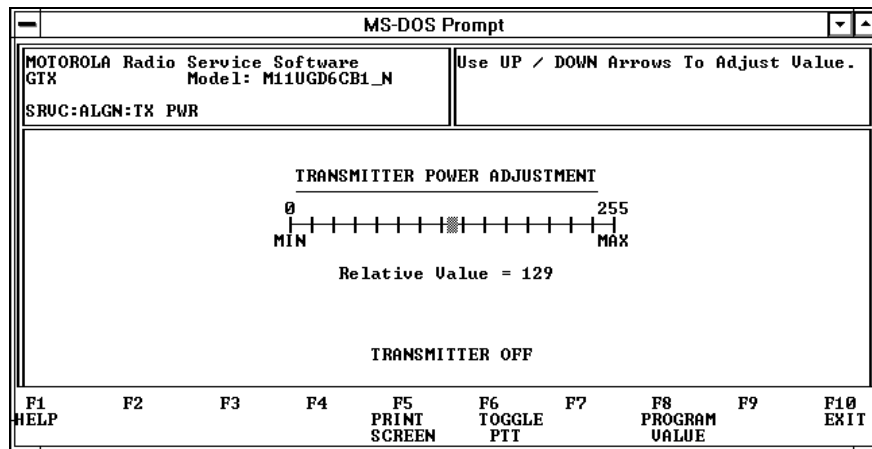 MS-DOS Prompt
MOTOROLA Radio Service Software
GTX Model: M11UGD6CB1_N
SRVC:ALGN:TX PWR
Use UP / DOWN Arrows To Adjust Value.
TRANSMITTER POWER ADJUSTMENT
0 255
MIN MAX
Relative Value = 129
TRANSMITTER OFF
F1 F2 F3 F4 F5 F6 F7 F8 F9 F10
HELP PRINT TOGGLE PROGRAM EXIT
SCREEN PTT VALUE